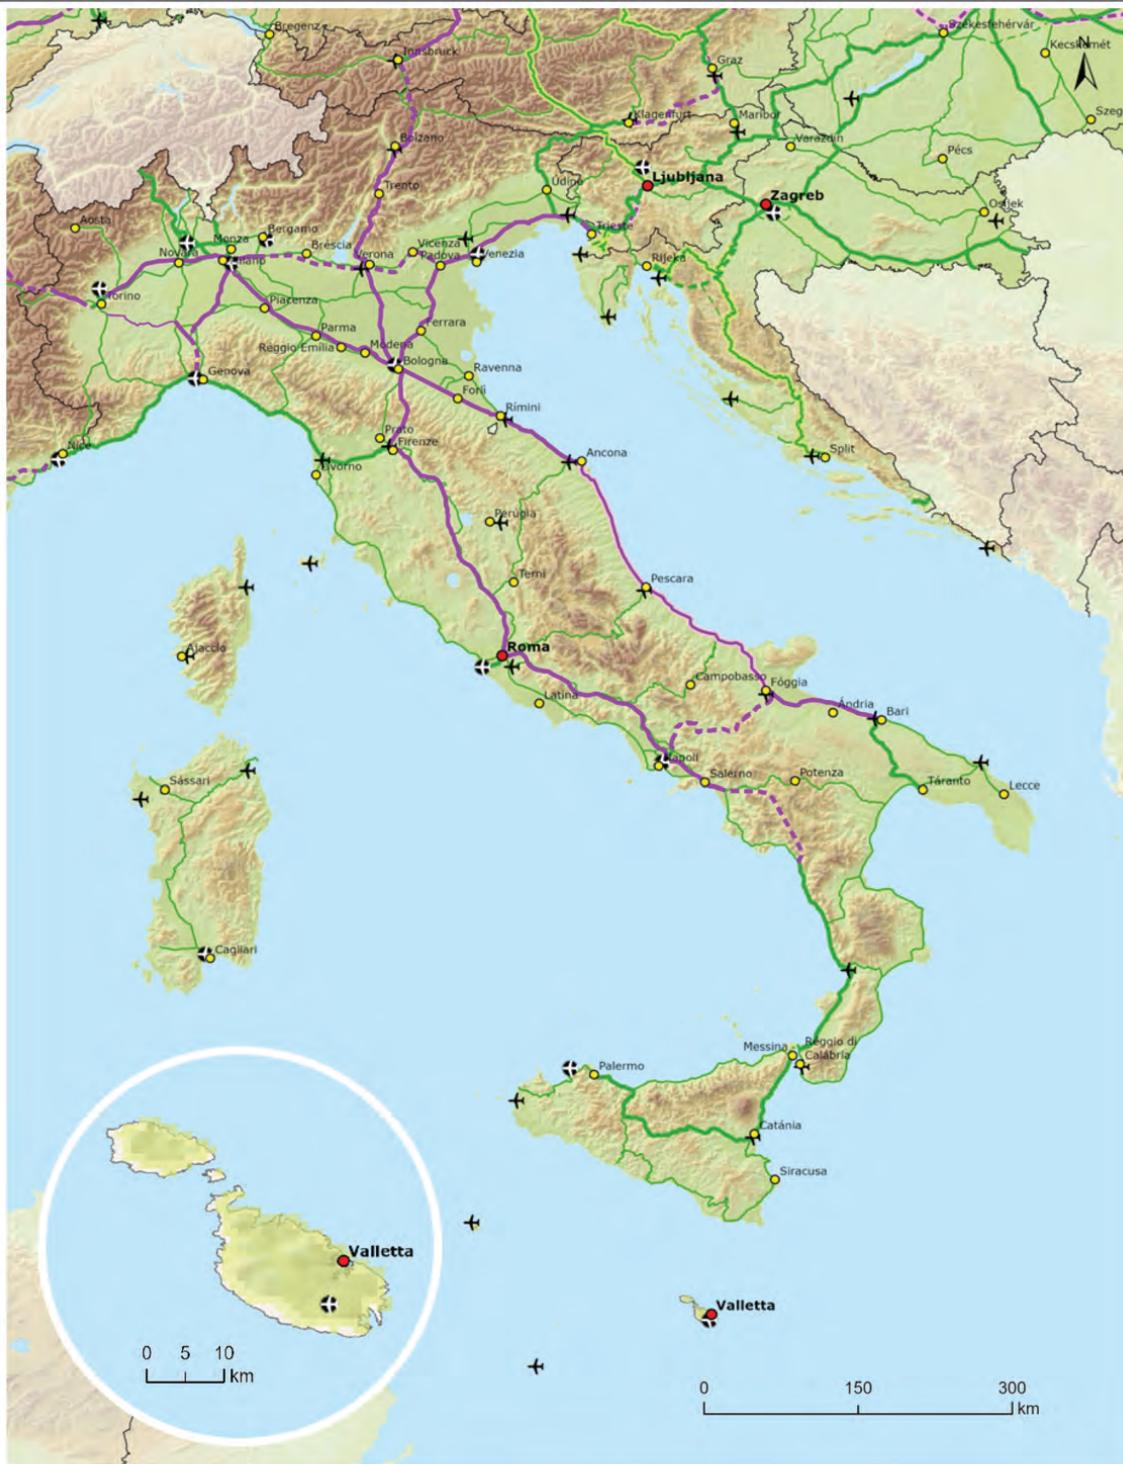 Bregenz
Székesfehérvár
Innsbruck
Graz
Kecskemét
N
Klagenfurt
Maribor
Szeg
Bolzano
Varazdin
Pécs
Ljubljana
Trento
Udine
Zagreb
Osijek
Aosta
Monza
Bergamo
Bréscia
Vicenza
Trieste
Novara
Milano
Verona
Padova
Venezia
Rijeka
Torino
Piacenza
Parma
Ferrara
Reggio Emilia
Modena
Bologna
Genova
Ravenna
Forlì
Rímini
Nice
Prato
Firenze
Ancona
Split
Livorno
Perúgia
Terni
Pescara
Roma
Ajaccio
Campobasso
Fóggia
Latina
Ándria
Bari
Napoli
Sássari
Salerno
Potenza
Táranto
Lecce
Cagliari
Messina
Reggio di
Calábria
Palermo
Catánia
Siracusa
Valletta
Valletta
0 5 10
km
0 150 300
km